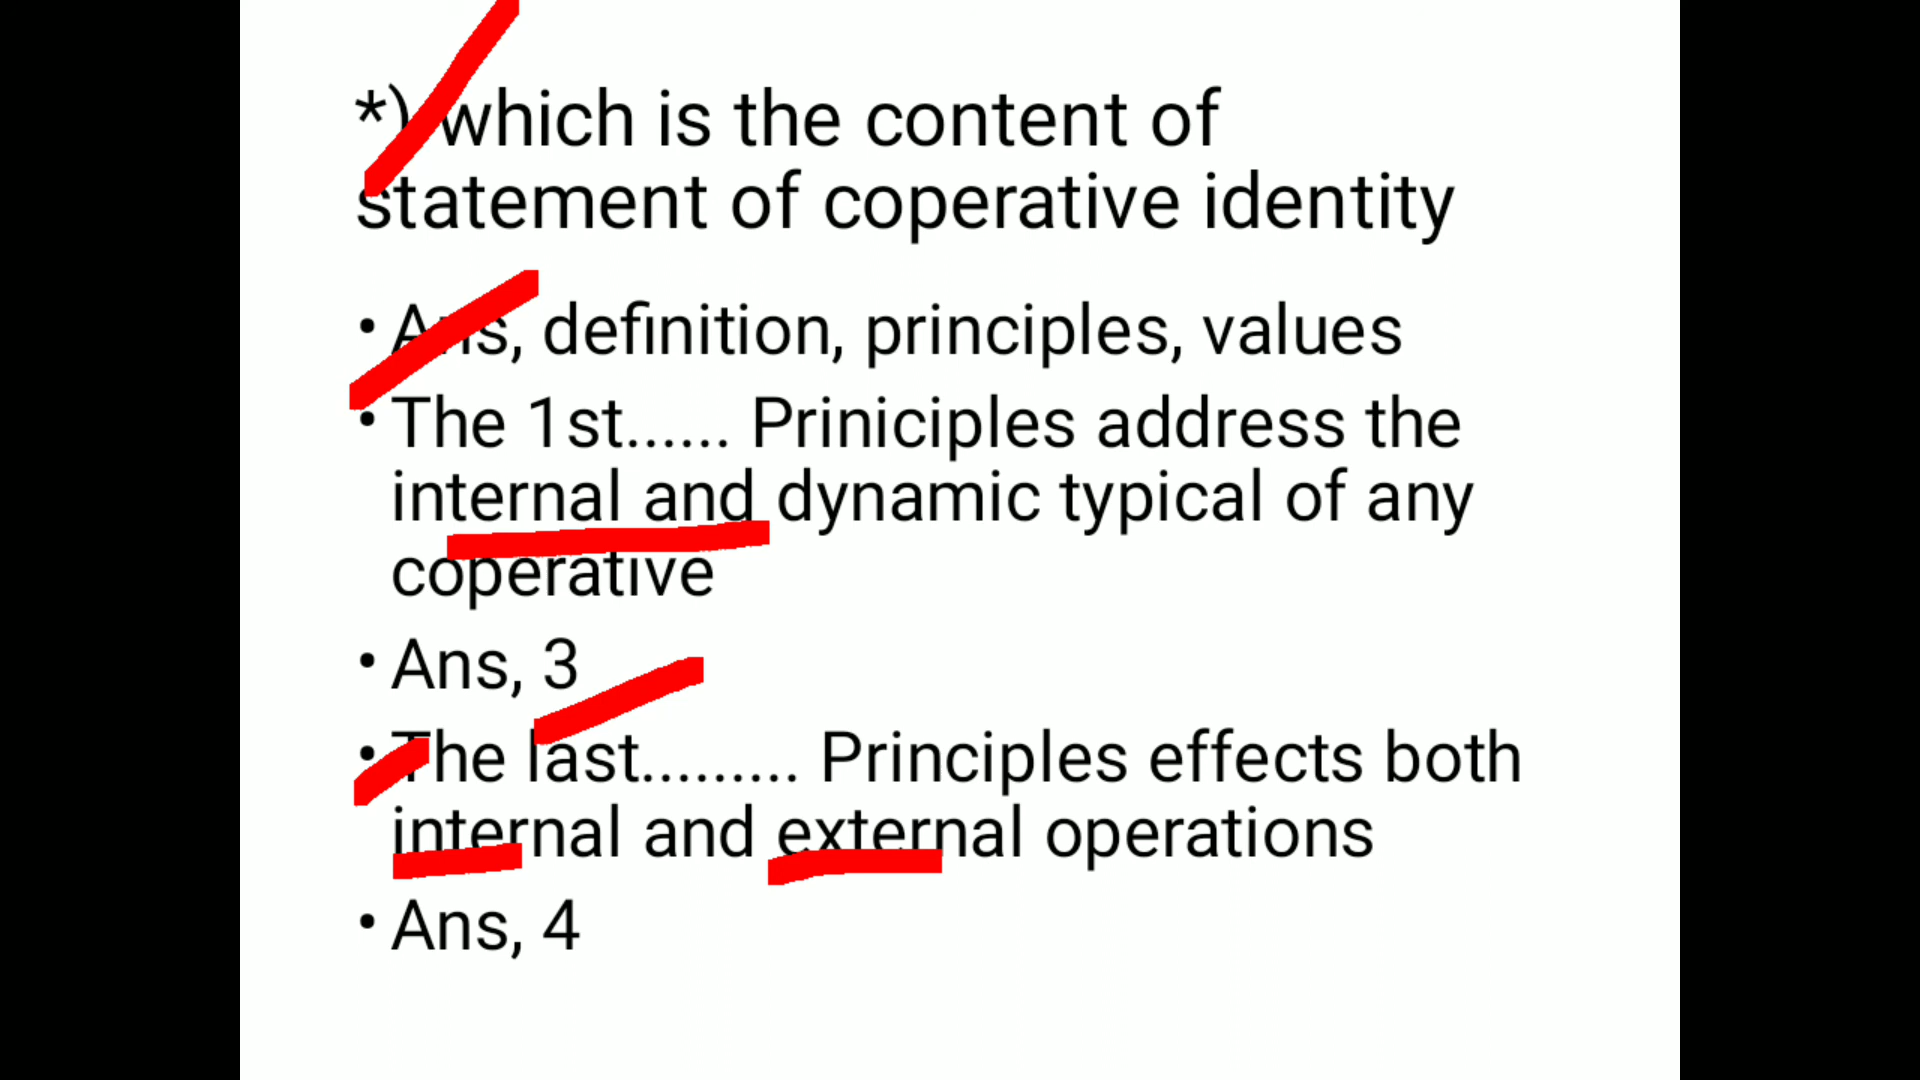 *) which is the content of
statement of coperative identity
• Ans, definition, principles, values
• The 1st...... Priniciples address the
internal and dynamic typical of any
coperative
• Ans, 3
• The last......... Principles effects both
internal and external operations
• Ans, 4